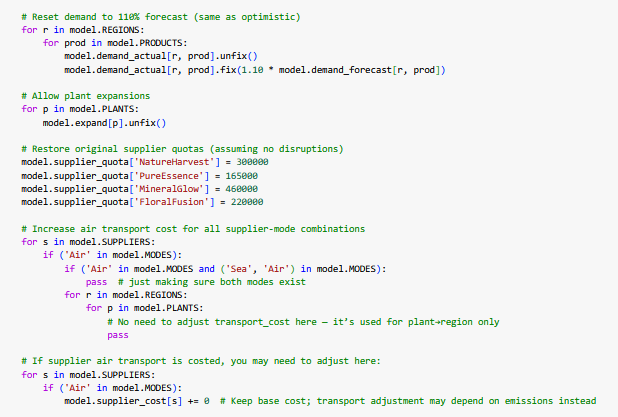 # Reset demand to 110% forecast (same as optimistic)
for r in model.REGIONS:
    for prod in model.PRODUCTS:
        model.demand_actual[r, prod].unfix()
        model.demand_actual[r, prod].fix(1.10 * model.demand_forecast[r, prod])

# Allow plant expansions
for p in model.PLANTS:
    model.expand[p].unfix()

# Restore original supplier quotas (assuming no disruptions)
model.supplier_quota['NatureHarvest'] = 300000
model.supplier_quota['PureEssence'] = 165000
model.supplier_quota['MineralGlow'] = 460000
model.supplier_quota['FloralFusion'] = 220000

# Increase air transport cost for all supplier-mode combinations
for s in model.SUPPLIERS:
    if ('Air' in model.MODES):
        if ('Air' in model.MODES and ('Sea', 'Air') in model.MODES):
            pass  # just making sure both modes exist
        for r in model.REGIONS:
            for p in model.PLANTS:
                # No need to adjust transport_cost here — it's used for plant→region only
                pass

# If supplier air transport is costed, you may need to adjust here:
for s in model.SUPPLIERS:
    if ('Air' in model.MODES):
        model.supplier_cost[s] += 0  # Keep base cost; transport adjustment may depend on emissions instead